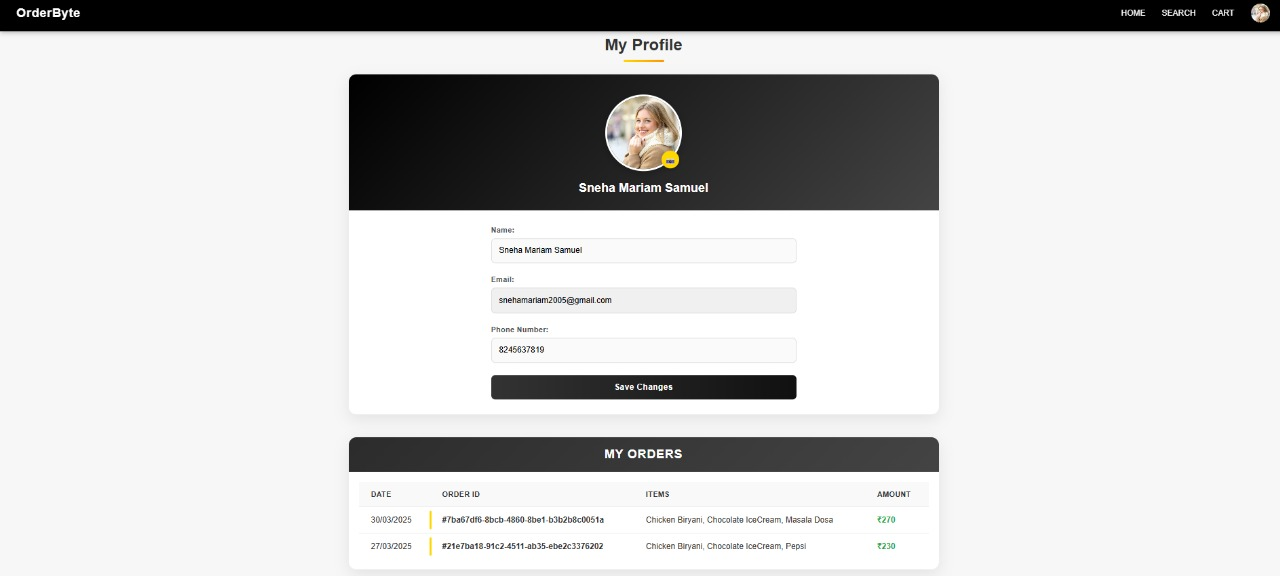 OrderByte HOME SEARCH CART
My Profile
Sneha Mariam Samuel
Name:
Sneha Mariam Samuel
Email:
snehamariam2005@gmail.com
Phone Number:
8245637819
Save Changes
MY ORDERS
DATE ORDER ID ITEMS AMOUNT
30/03/2025 #7ba67df6-8bcb-4860-8be1-b3b2b8c0051a Chicken Biryani, Chocolate IceCream, Masala Dosa ₹270
27/03/2025 #21e7ba18-91c2-4511-ab35-ebe2c3376202 Chicken Biryani, Chocolate IceCream, Pepsi ₹230